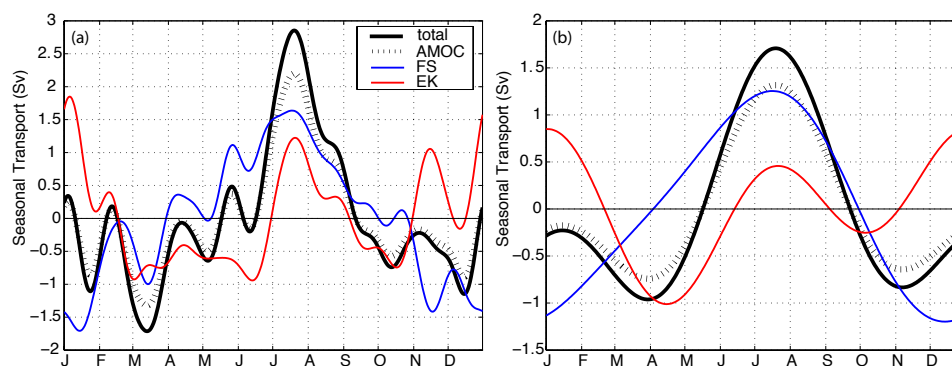 (a)
total
AMOC
FS
EK
Seasonal Transport (Sv)
3
2.5
2
1.5
1
0.5
0
-0.5
-1
-1.5
-2
J F M A M J J A S O N D
(b)
Seasonal Transport (Sv)
2
1.5
1
0.5
0
-0.5
-1
-1.5
J F M A M J J A S O N D